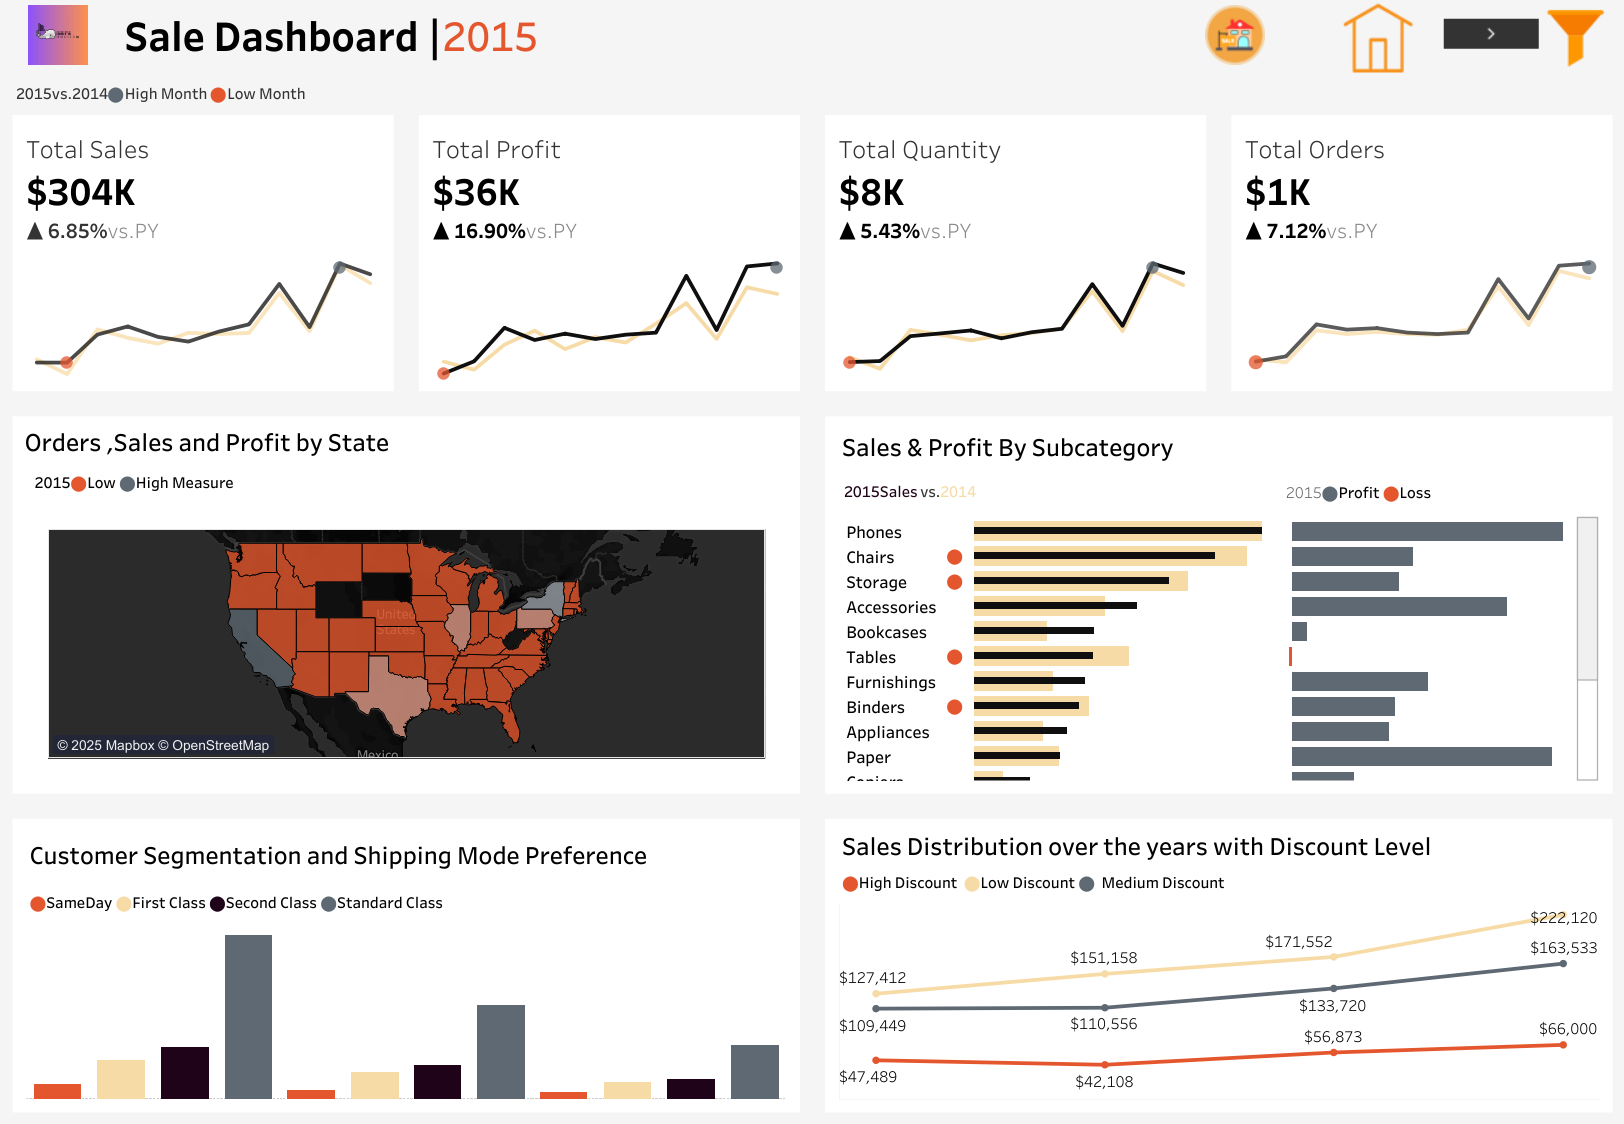 Sale Dashboard |2015
2015vs.2014 High Month Low Month
Total Sales
$304K
▲ 6.85%vs.PY
Total Profit
$36K
▲ 16.90%vs.PY
Total Quantity
$8K
▲ 5.43%vs.PY
Total Orders
$1K
▲ 7.12%vs.PY
Orders ,Sales and Profit by State
2015 Low High Measure
United
States
Mexico
© 2025 Mapbox © OpenStreetMap
Sales & Profit By Subcategory
2015Sales vs.2014
2015 Profit Loss
Phones
Chairs
Storage
Accessories
Bookcases
Tables
Furnishings
Binders
Appliances
Paper
Copiers
Customer Segmentation and Shipping Mode Preference
SameDay First Class Second Class Standard Class
Sales Distribution over the years with Discount Level
High Discount Low Discount Medium Discount
$222,120
$171,552
$163,533
$151,158
$127,412
$133,720
$109,449
$110,556
$56,873
$66,000
$47,489
$42,108